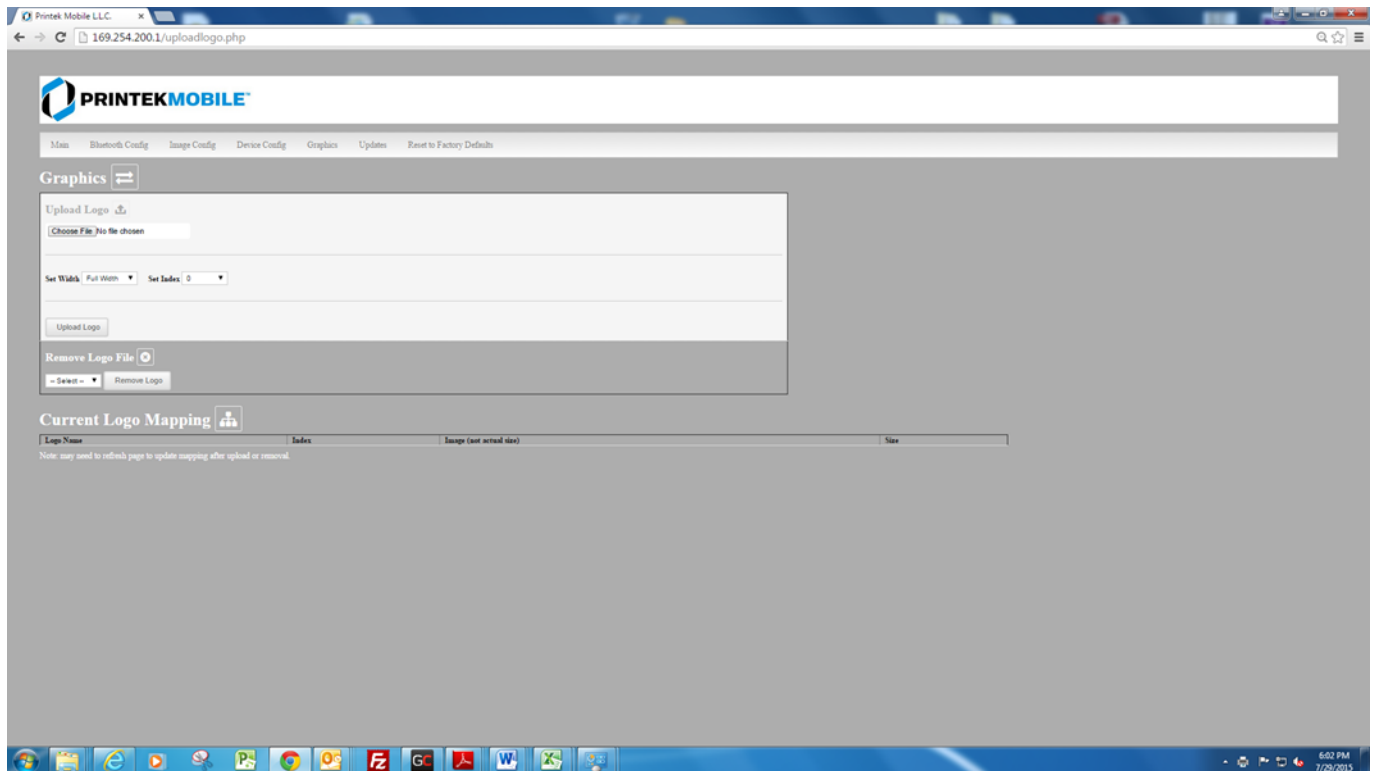 Printek Mobile L.L.C.
169.254.200.1/uploadlogo.php
PRINTEKMOBILE™
Main Bluetooth Config Image Config Device Config Graphics Updates Reset to Factory Defaults
Graphics
Upload Logo
Choose File No file chosen
Set Width Full Width Set Index 0
Upload Logo
Remove Logo File
-- Select -- Remove Logo
Current Logo Mapping
Logo Name Index Image (not actual size) Size
Note: may need to refresh page to update mapping after upload or removal.
GC
6:02 PM
7/29/2015